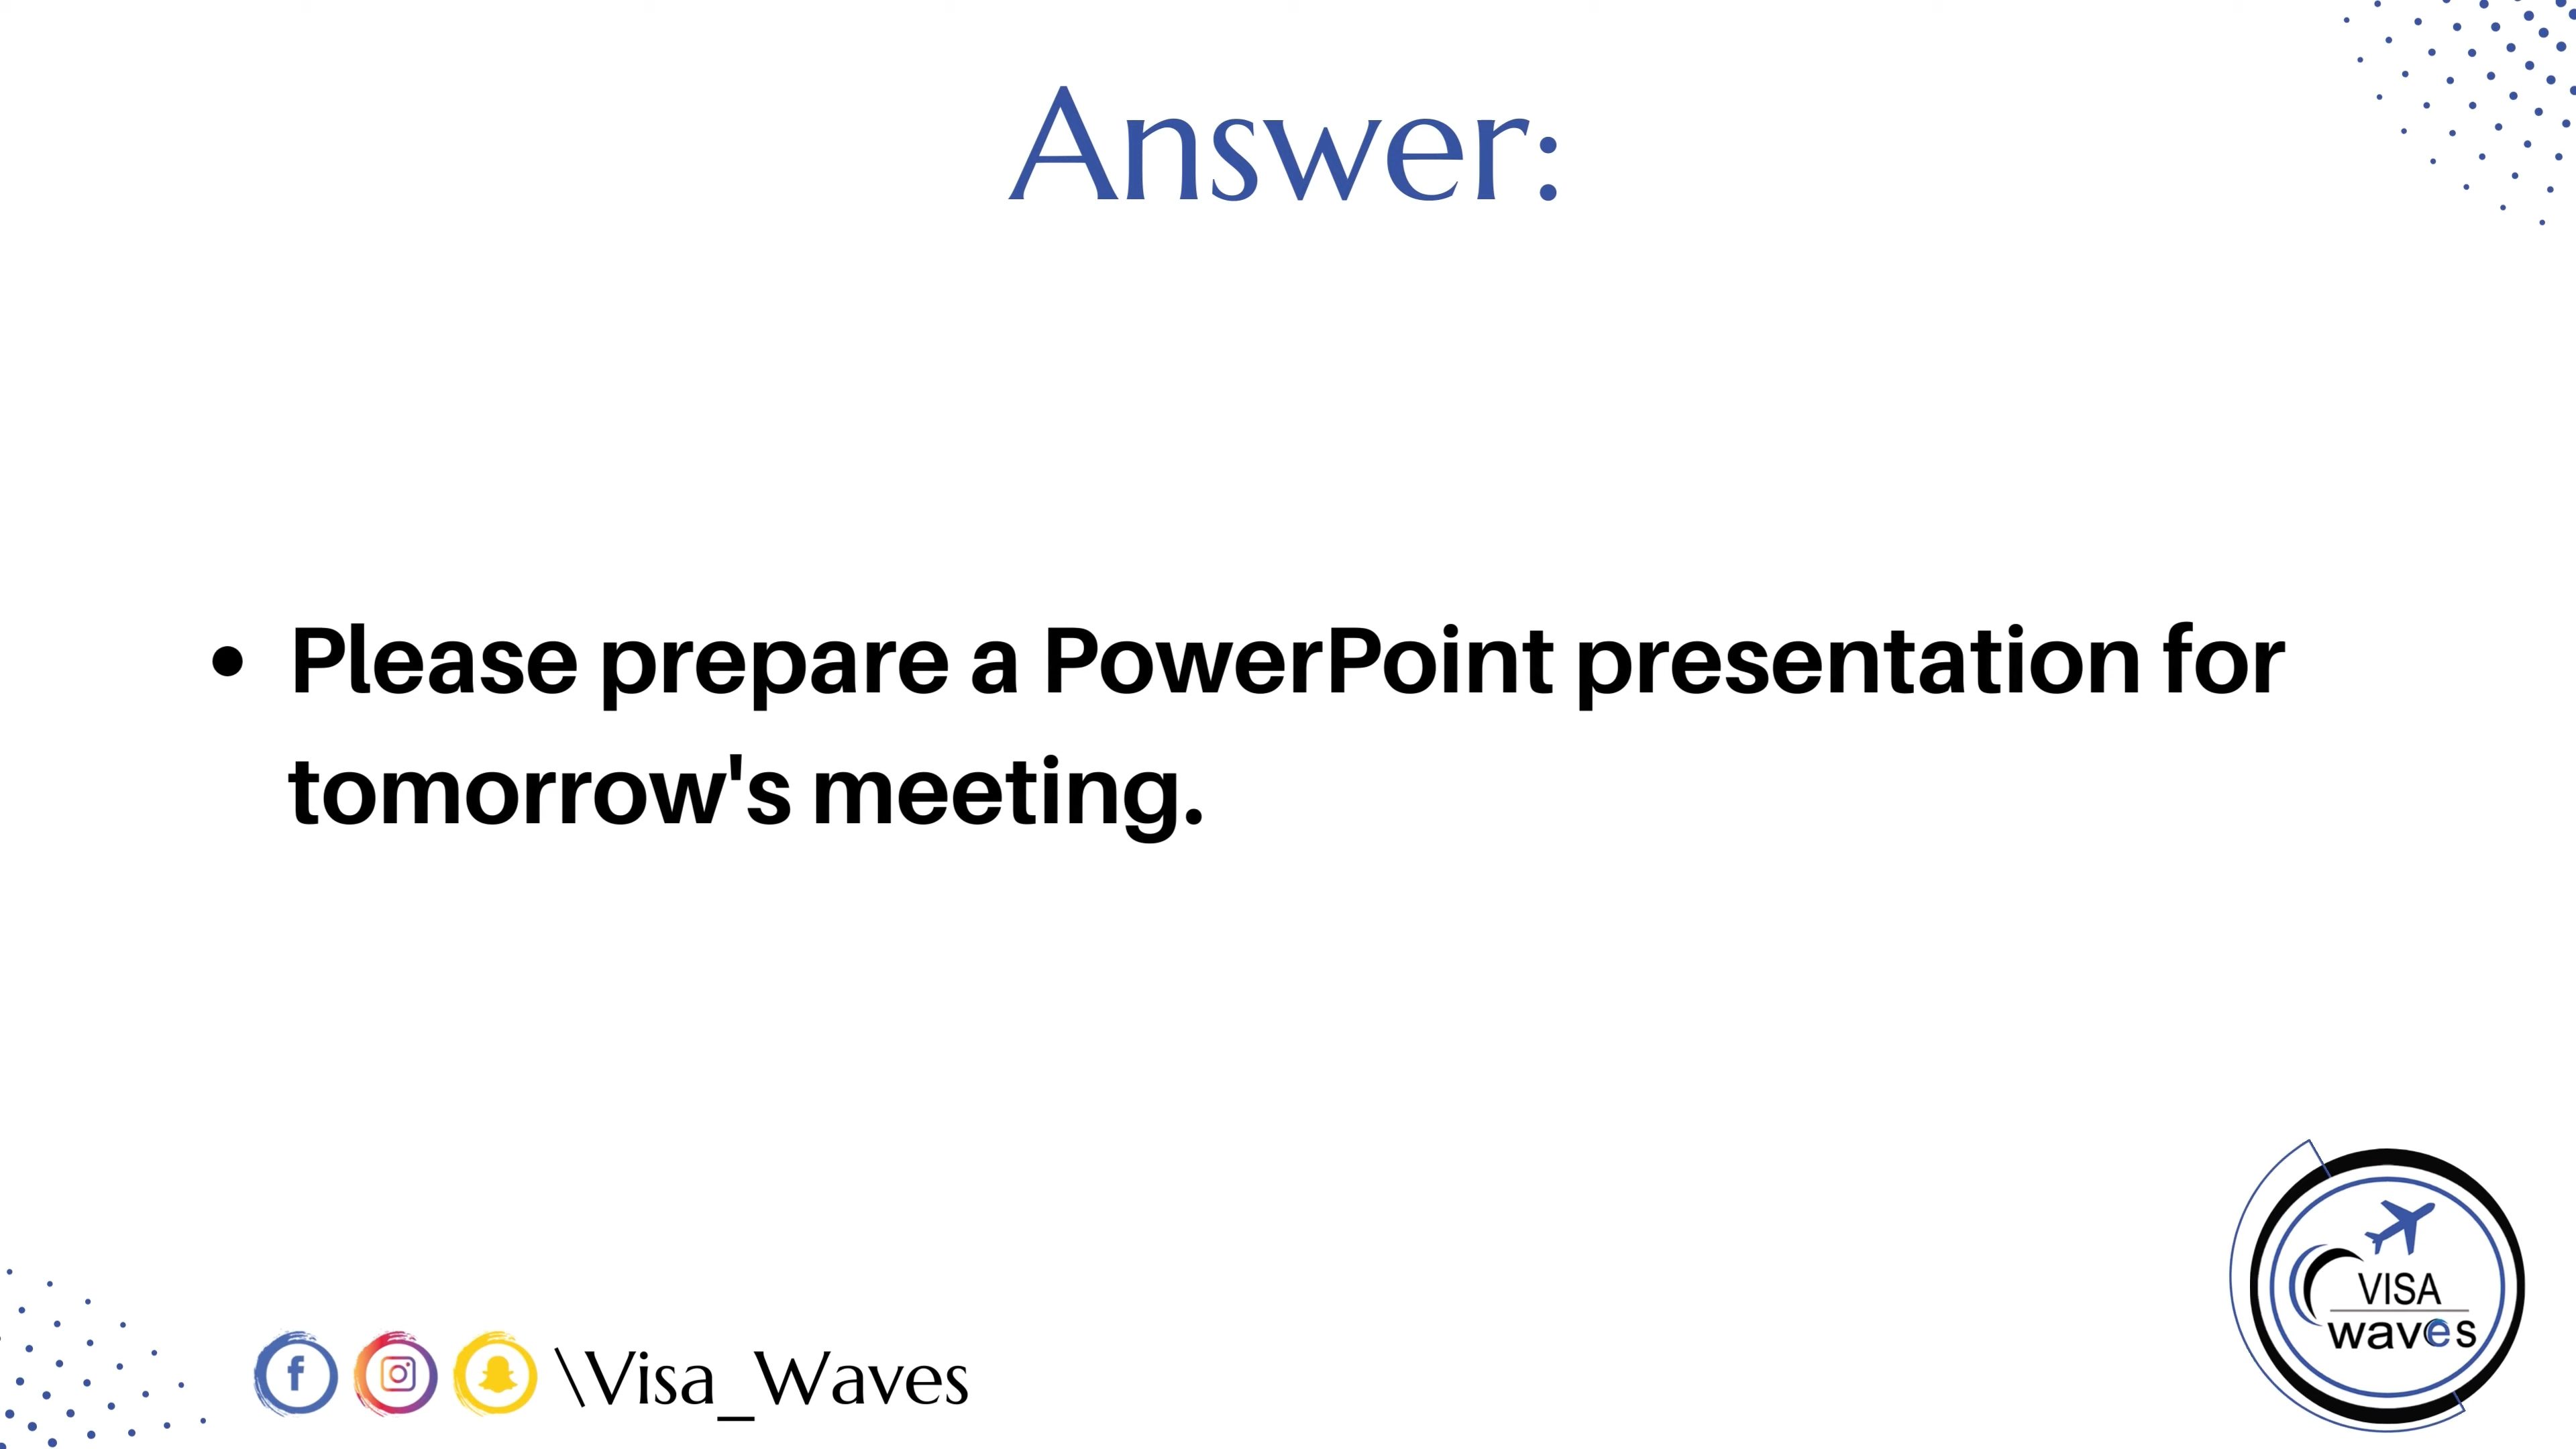 Answer:
• Please prepare a PowerPoint presentation for
tomorrow's meeting.
\Visa_Waves
VISA
waves